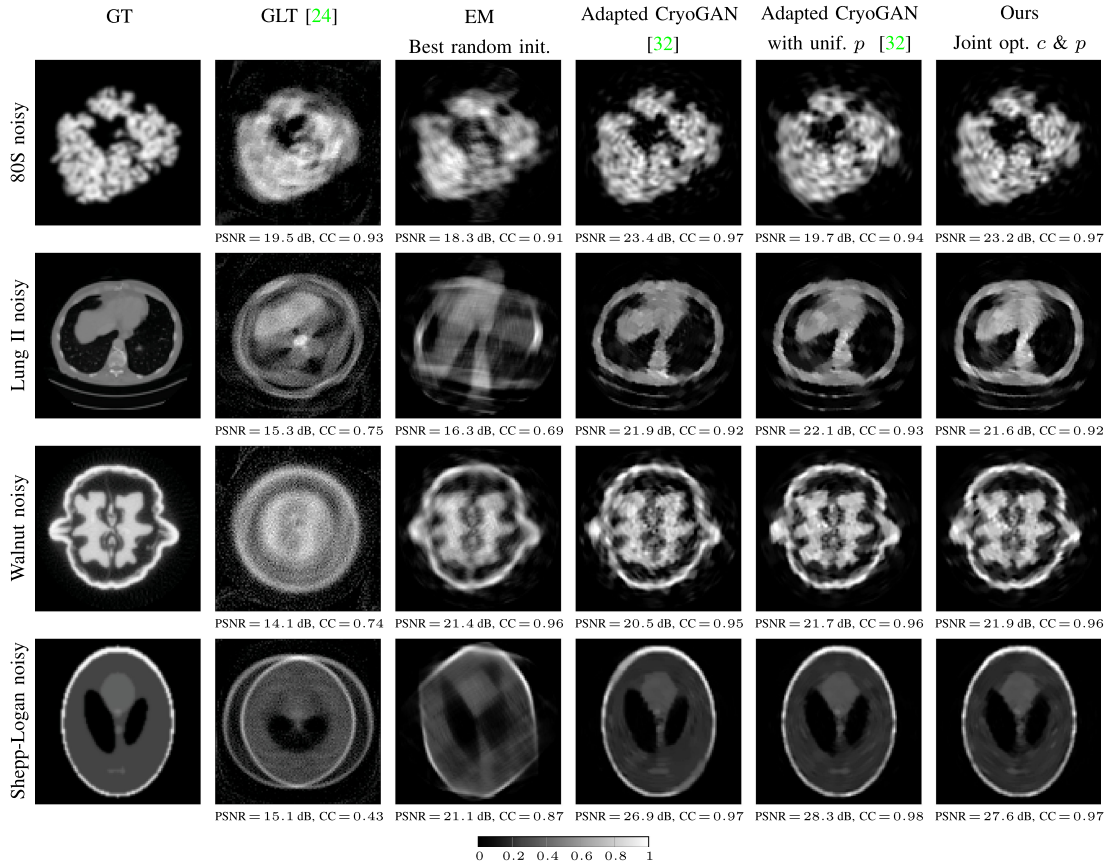 GT
GLT [24]
EM
Best random init.
Adapted CryoGAN
[32]
Adapted CryoGAN
with unif. p [32]
Ours
Joint opt. c & p
80S noisy
PSNR = 19.5 dB, CC = 0.93
PSNR = 18.3 dB, CC = 0.91
PSNR = 23.4 dB, CC = 0.97
PSNR = 19.7 dB, CC = 0.94
PSNR = 23.2 dB, CC = 0.97
Lung II noisy
PSNR = 15.3 dB, CC = 0.75
PSNR = 16.3 dB, CC = 0.69
PSNR = 21.9 dB, CC = 0.92
PSNR = 22.1 dB, CC = 0.93
PSNR = 21.6 dB, CC = 0.92
Walnut noisy
PSNR = 14.1 dB, CC = 0.74
PSNR = 21.4 dB, CC = 0.96
PSNR = 20.5 dB, CC = 0.95
PSNR = 21.7 dB, CC = 0.96
PSNR = 21.9 dB, CC = 0.96
Shepp-Logan noisy
PSNR = 15.1 dB, CC = 0.43
PSNR = 21.1 dB, CC = 0.87
PSNR = 26.9 dB, CC = 0.97
PSNR = 28.3 dB, CC = 0.98
PSNR = 27.6 dB, CC = 0.97
0 0.2 0.4 0.6 0.8 1